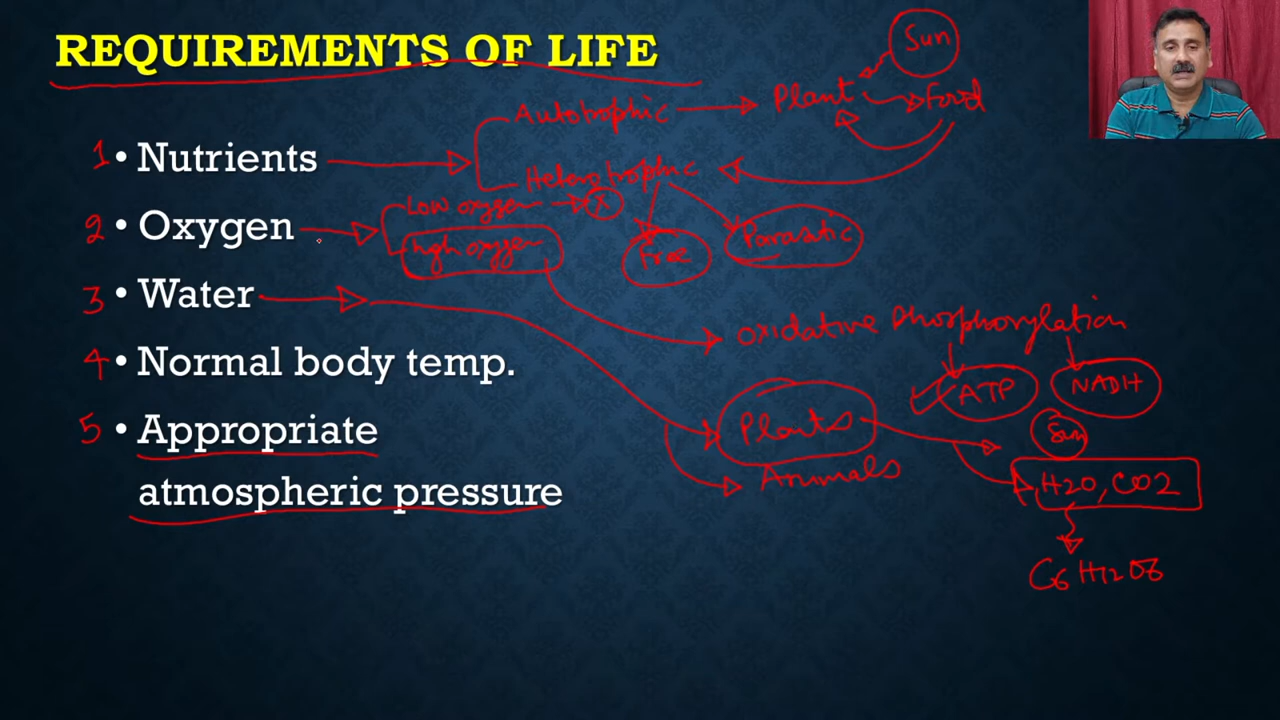 REQUIREMENTS OF LIFE
Sun
Autotrophic
Plant
Food
1 • Nutrients
Heterotrophic
Low oxygen
X
2 • Oxygen
high oxygen
Free
Parasitic
3 • Water
oxidative phosphorylation
4 • Normal body temp.
ATP
NADH
5 • Appropriate
atmospheric pressure
Plants
Sun
Animals
H2O, CO2
C6H12O6